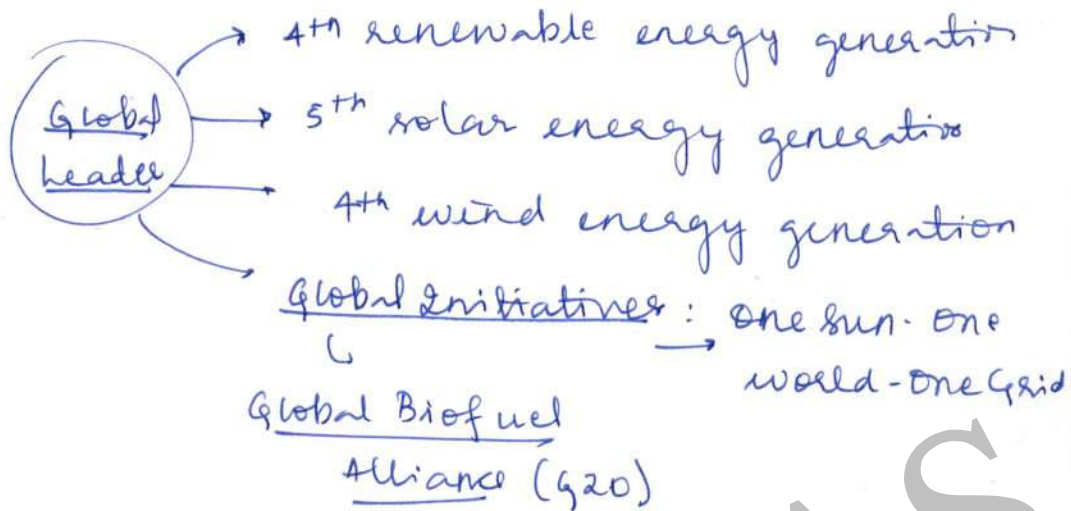 Global Leader
4th renewable energy generation
5th solar energy generation
4th wind energy generation
Global Initiatives : One Sun. One
world - One Grid
Global Biofuel
Alliance (G20)